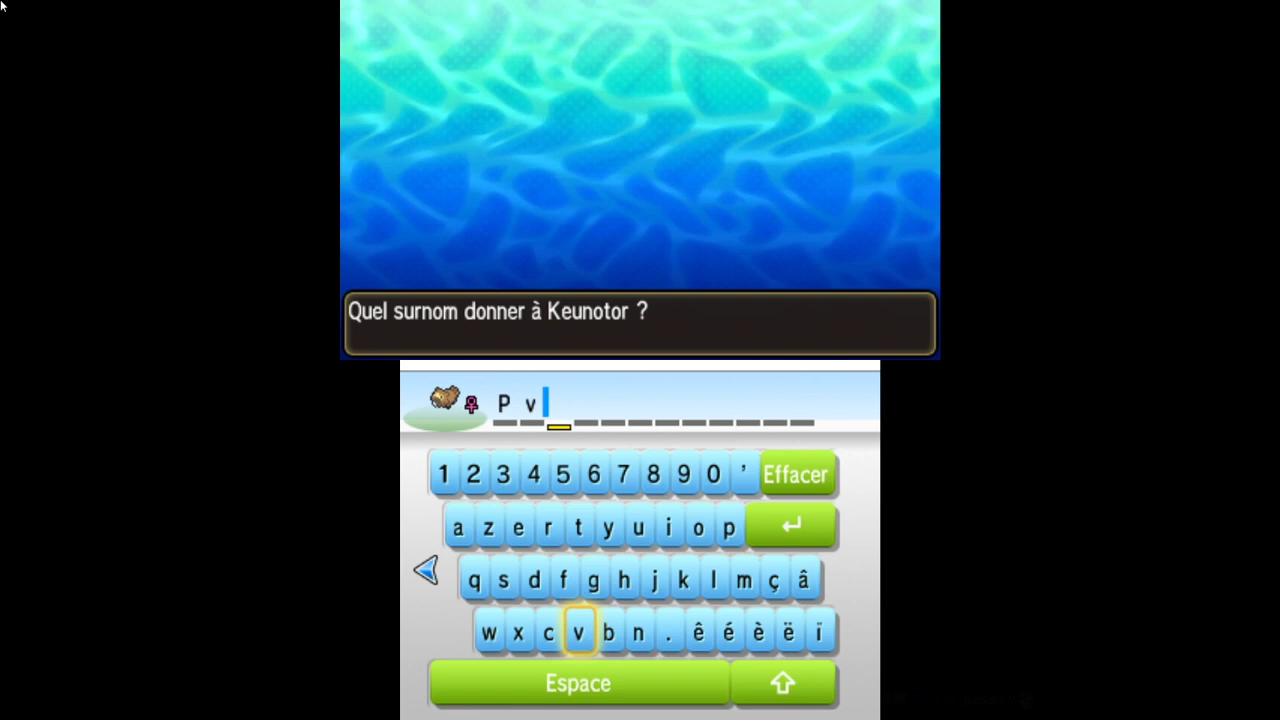 Quel surnom donner à Keunotor ?
♀ P v
1 2 3 4 5 6 7 8 9 0 ' Effacer
a z e r t y u i o p ↵
q s d f g h j k l m ç â
w x c v b n . ê é è ë ï
Espace ⇧